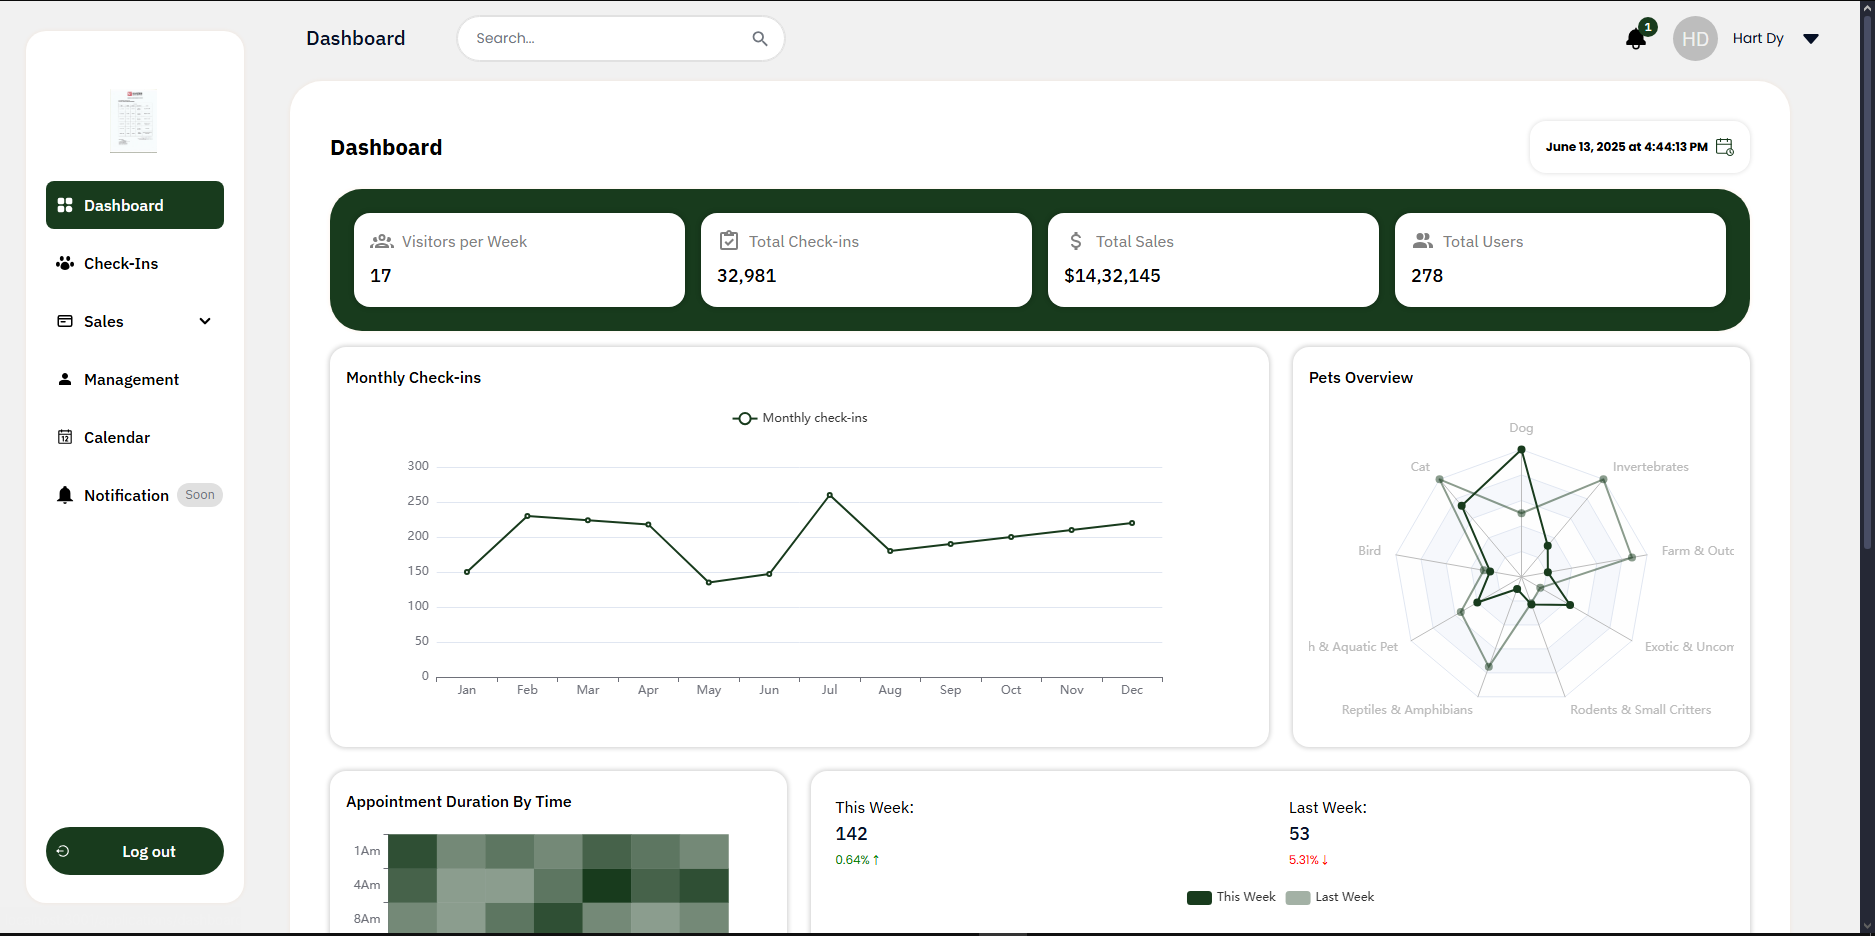 Dashboard
Search...
1
HD
Hart Dy
Dashboard
Check-Ins
Sales
Management
12
Calendar
Notification
Soon
Log out
Dashboard
June 13, 2025 at 4:44:13 PM
Visitors per Week
17
Total Check-ins
32,981
$ Total Sales
$14,32,145
Total Users
278
Monthly Check-ins
Monthly check-ins
300
250
200
150
100
50
0
Jan Feb Mar Apr May Jun Jul Aug Sep Oct Nov Dec
Pets Overview
Dog
Cat
Invertebrates
Bird
Farm & Outd
h & Aquatic Pet
Exotic & Uncom
Reptiles & Amphibians
Rodents & Small Critters
Appointment Duration By Time
1Am
4Am
8Am
This Week:
142
0.64% ↑
Last Week:
53
5.31% ↓
This Week
Last Week